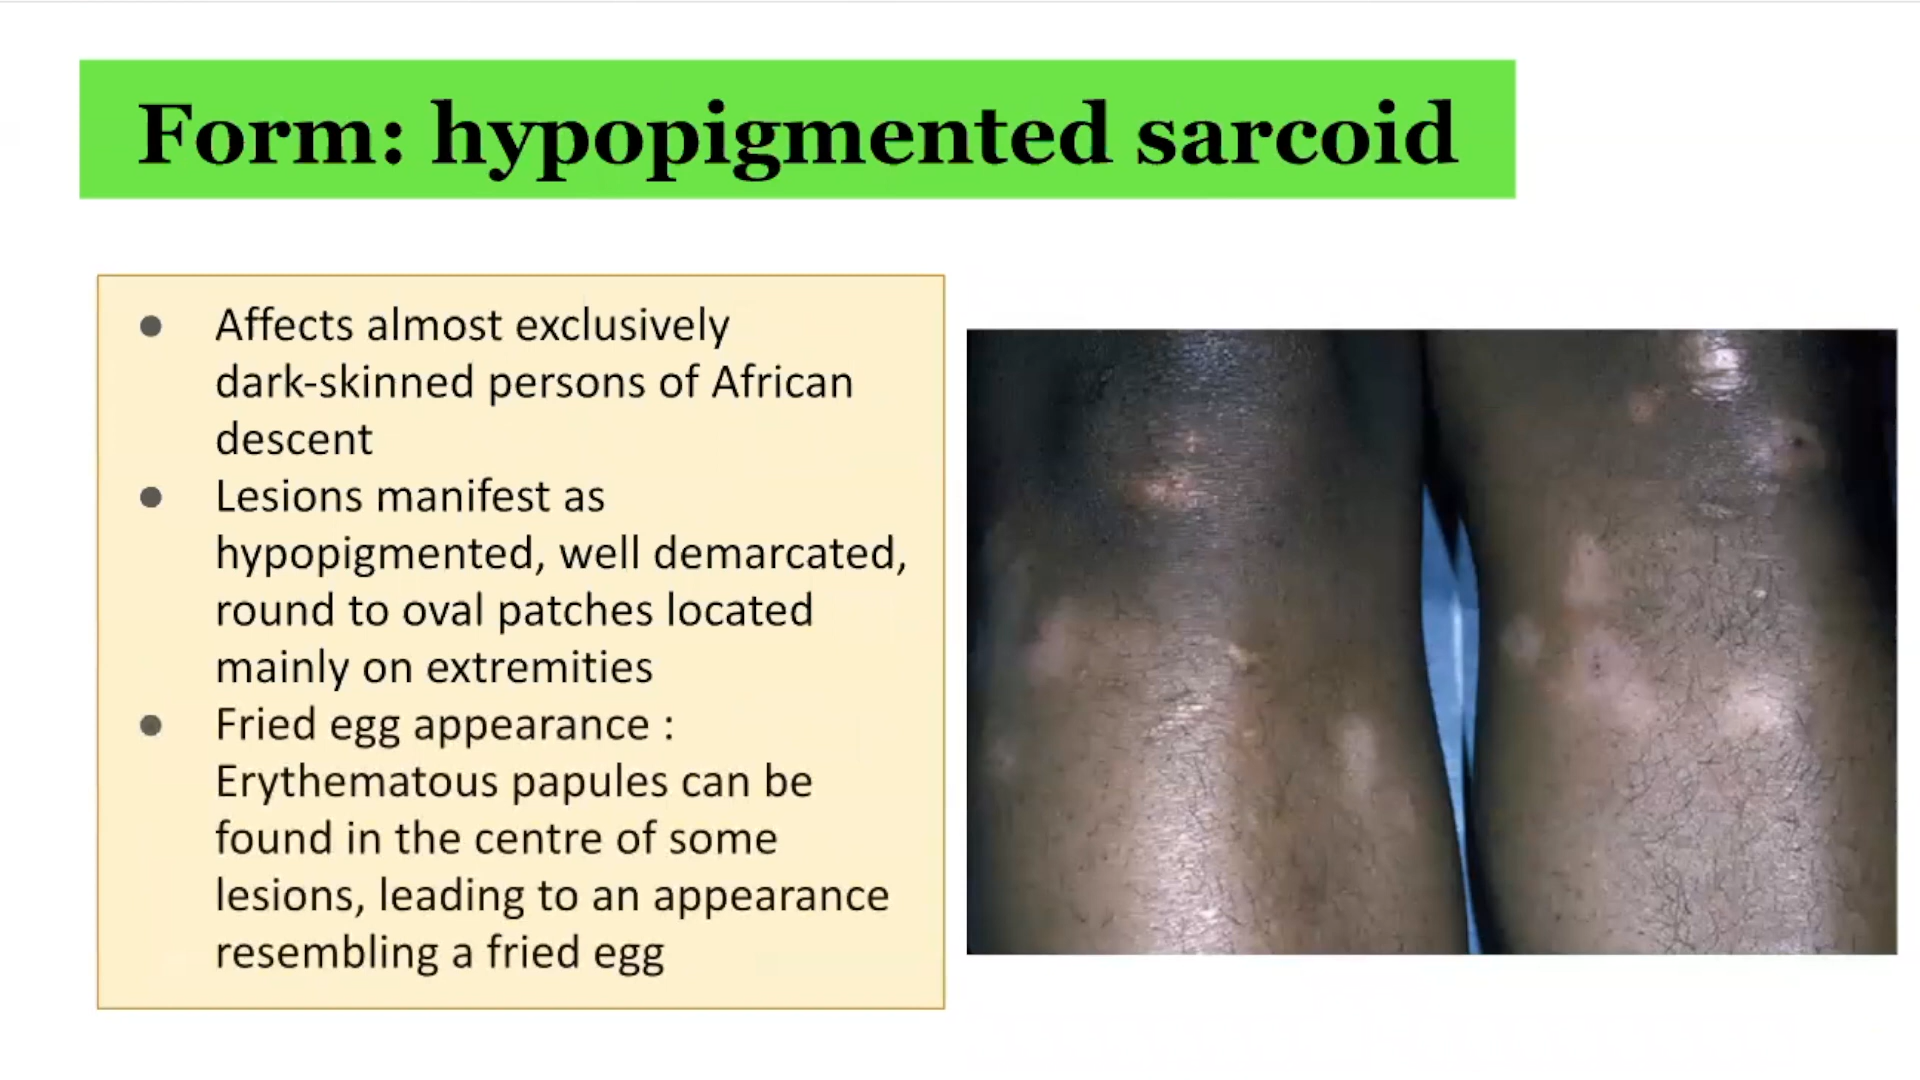 Form: hypopigmented sarcoid
● Affects almost exclusively
dark-skinned persons of African
descent
● Lesions manifest as
hypopigmented, well demarcated,
round to oval patches located
mainly on extremities
● Fried egg appearance :
Erythematous papules can be
found in the centre of some
lesions, leading to an appearance
resembling a fried egg